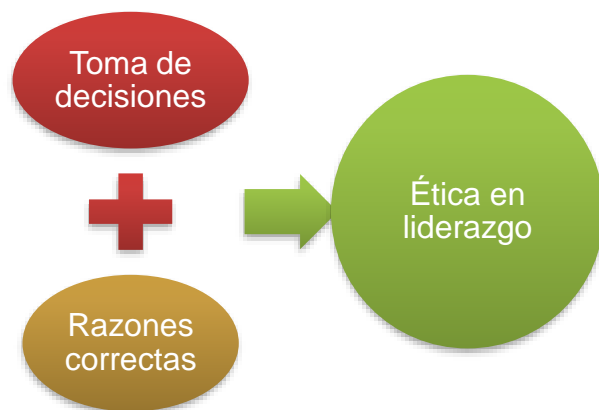 Toma de
decisiones
Razones
correctas
Ética en
liderazgo